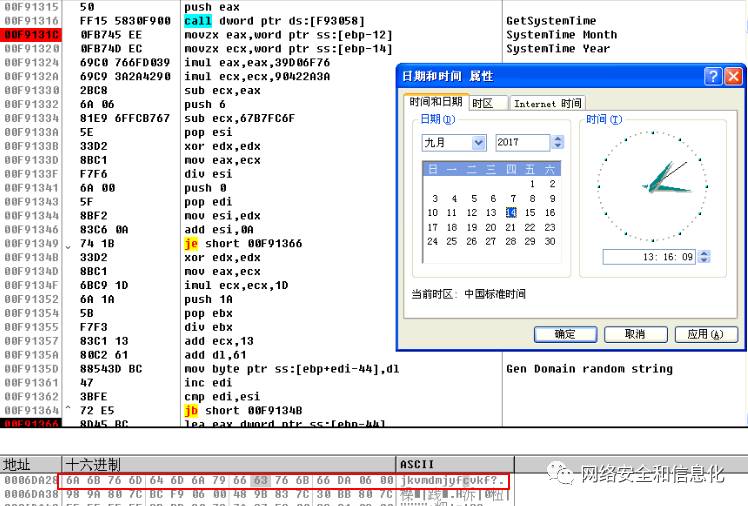 00F91315 50 push eax
00F91316 FF15 5830F900 call dword ptr ds:[F93058] GetSystemTime
00F9131C 0FB745 EE movzx eax,word ptr ss:[ebp-12] SystemTime Month
00F91320 0FB74D EC movzx ecx,word ptr ss:[ebp-14] SystemTime Year
00F91324 69C0 766FD039 imul eax,eax,39D06F76
00F9132A 69C9 3A2A4290 imul ecx,ecx,90422A3A
00F91330 2BC8 sub ecx,eax
00F91332 6A 06 push 6
00F91334 81E9 6FFCB767 sub ecx,67B7FC6F
00F9133A 5E pop esi
00F9133B 33D2 xor edx,edx
00F9133D 8BC1 mov eax,ecx
00F9133F F7F6 div esi
00F91341 6A 00 push 0
00F91343 5F pop edi
00F91344 8BF2 mov esi,edx
00F91346 83C6 0A add esi,0A
00F91349 74 1B je short 00F91366
00F9134B 33D2 xor edx,edx
00F9134D 8BC1 mov eax,ecx
00F9134F 6BC9 1D imul ecx,ecx,1D
00F91352 6A 1A push 1A
00F91354 5B pop ebx
00F91355 F7F3 div ebx
00F91357 83C1 13 add ecx,13
00F9135A 80C2 61 add dl,61
00F9135D 88543D BC mov byte ptr ss:[ebp+edi-44],dl Gen Domain random string
00F91361 47 inc edi
00F91362 3BFE cmp edi,esi
00F91364 ^ 72 E5 jb short 00F9134B
00F91366 8D45 BC lea eax,dword ptr ss:[ebp-44]
日期和时间 属性
时间和日期 时区 Internet 时间
日期(D) 时间(T)
九月 2017
日 一 二 三 四 五 六
1 2
3 4 5 6 7 8 9
10 11 12 13 14 15 16
17 18 19 20 21 22 23
24 25 26 27 28 29 30
13:16:09
当前时区: 中国标准时间
确定 取消 应用(A)
地址 十六进制 ASCII
0006DA28 6A 6B 76 6D 64 6D 6A 79 66 63 76 6B 66 DA 06 00 jkvmdmjyfcvkf?.
0006DA38 98 9A 80 7C BC F9 06 00 48 9B 83 7C 30 BB 80 7C
网络安全和信息化